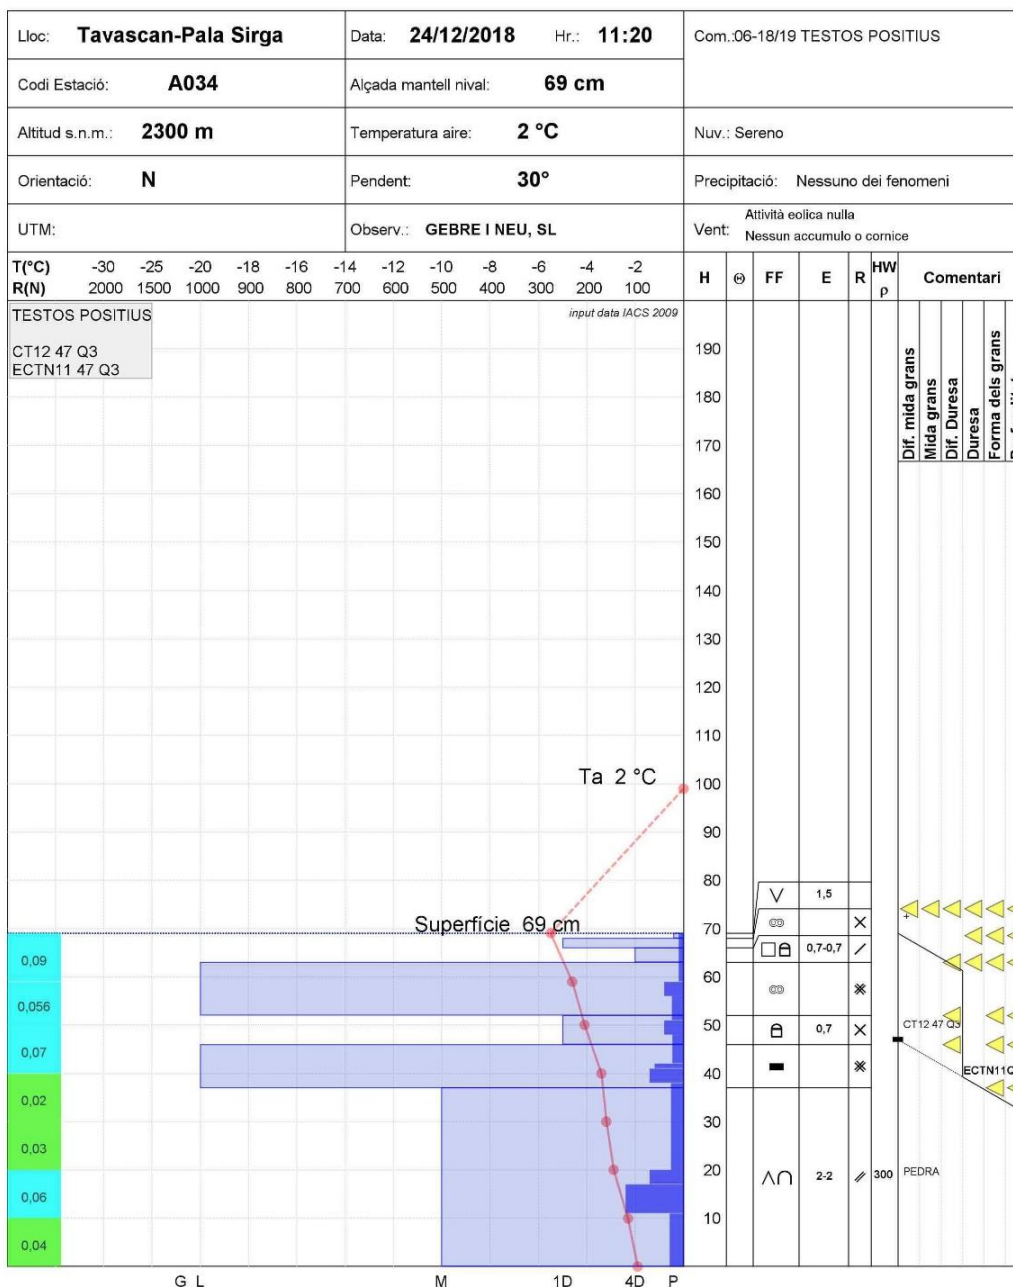 Lloc: Tavascan-Pala Sirga Data: 24/12/2018 Hr.: 11:20 Com.:06-18/19 TESTOS POSITIUS
Codi Estació: A034 Alçada mantell nival: 69 cm
Altitud s.n.m.: 2300 m Temperatura aire: 2 °C Nuv.: Sereno
Orientació: N Pendent: 30° Precipitació: Nessuno dei fenomeni
UTM: Observ.: GEBRE I NEU, SL Vent: Attività eolica nulla
Nessun accumulo o cornice
T(°C) -30 -25 -20 -18 -16 -14 -12 -10 -8 -6 -4 -2
R(N) 2000 1500 1000 900 800 700 600 500 400 300 200 100
H Θ FF E R HW ρ Comentari
TESTOS POSITIUS
CT12 47 Q3
ECTN11 47 Q3
input data IACS 2009
Dif. mida grans
Mida grans
Dif. Duresa
Duresa
Forma dels grans
190
180
170
160
150
140
130
120
110
Ta 2 °C
100
90
80
1,5
Superfície 69 cm
70
0,09
0,7-0,7
60
0,056
50
0,7
CT12 47 Q3
0,07
40
ECTN11Q
0,02
30
0,03
20
2-2 300 PEDRA
0,06
10
0,04
G L M 1D 4D P